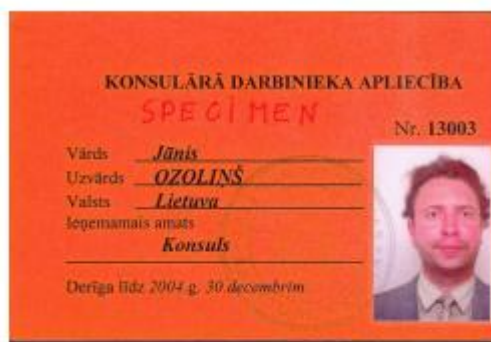 KONSULĀRĀ DARBINIEKA APLIECĪBA
SPECIMEN
Nr. 13003
Vārds Jānis
Uzvārds OZOLIŅŠ
Valsts Lietuva
Ieņemamais amats
Konsuls
Derīga līdz 2004 g. 30 decembrim